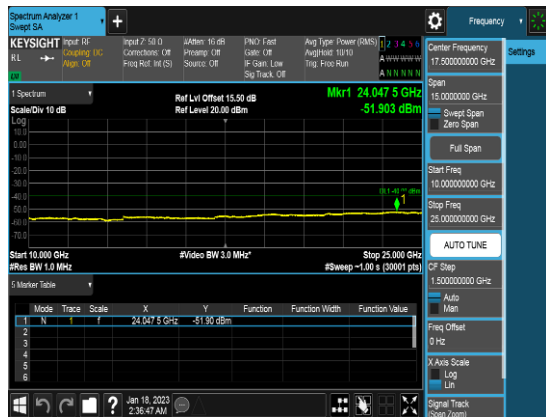 Spectrum Analyzer 1
Swept SA
+
Frequency
KEYSIGHT
Input: RF
Input Z: 50 Ω
#Atten: 16 dB
PNO: Fast
Avg Type: Power (RMS)
1 2 3 4 5 6
RL
Coupling: DC
Corrections: Off
Preamp: Off
Gate: Off
Avg|Hold: 10/10
A W W W W W
Align: Off
Freq Ref: Int (S)
Source: Off
IF Gain: Low
Trig: Free Run
Sig Track: Off
A N N N N N
Settings
Center Frequency
17.500000000 GHz
Span
15.0000000 GHz
Swept Span
Zero Span
Full Span
Start Freq
10.000000000 GHz
Stop Freq
25.000000000 GHz
AUTO TUNE
CF Step
1.500000000 GHz
Auto
Man
Freq Offset
0 Hz
X Axis Scale
Log
Lin
Signal Track
(Span Zoom)
1 Spectrum
Scale/Div 10 dB
Ref Lvl Offset 15.50 dB
Ref Level 20.00 dBm
Mkr1 24.047 5 GHz
-51.903 dBm
Log
10.0
0.00
-10.0
-20.0
-30.0
-40.0
-50.0
-60.0
-70.0
1
Start 10.000 GHz
#Video BW 3.0 MHz*
Stop 25.000 GHz
#Res BW 1.0 MHz
#Sweep ~1.00 s (30001 pts)
5 Marker Table
Mode Trace Scale X Y Function Function Width Function Value
1 N 1 f 24.047 5 GHz -51.90 dBm
2
3
4
5
6
?
Jan 18, 2023
2:36:47 AM